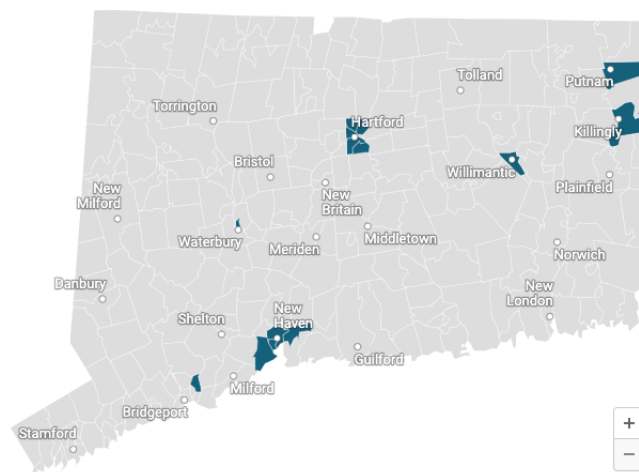 Tolland
Putnam
Torrington
Hartford
Killingly
Bristol
Willimantic
Plainfield
New
Milford
New
Britain
Waterbury
Meriden
Middletown
Norwich
Danbury
New
London
Shelton
New
Haven
Guilford
Milford
Bridgeport
Stamford
+
−